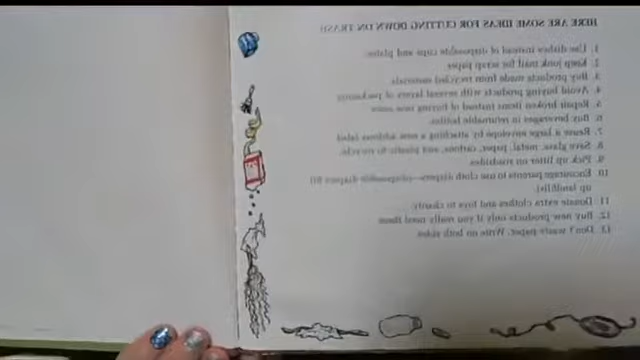 HERE ARE SOME IDEAS FOR CUTTING DOWN ON TRASH
1. Use dishes instead of disposable cups and plates.
2. Keep junk mail for scrap paper.
3. Buy products made from recycled materials.
4. Avoid buying products with several layers of packaging.
5. Repair broken items instead of buying new ones.
6. Buy beverages in returnable bottles.
7. Reuse a large envelope by attaching a new address label.
8. Save glass, metal, paper, cartons, and plastic to recycle.
9. Pick up litter on roadsides.
10. Encourage parents to use cloth diapers—disposable diapers fill
up landfills!
11. Donate extra clothes and toys to charity.
12. Buy new products only if you really need them.
13. Don't waste paper. Write on both sides.